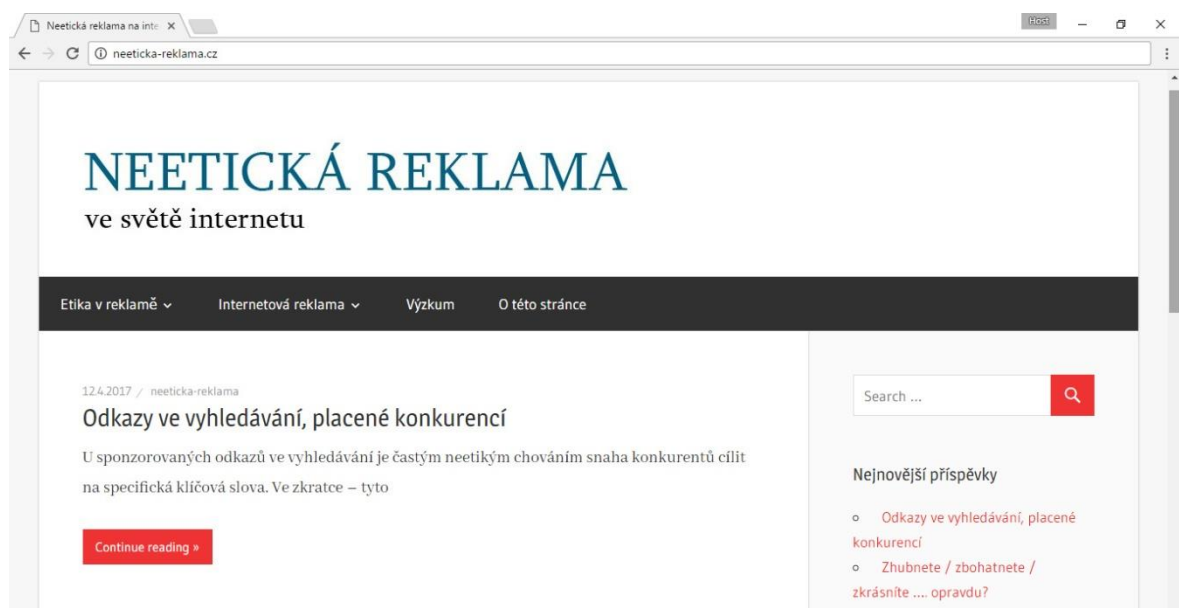 Neetická reklama na inte
Host
neeticka-reklama.cz
NEETICKÁ REKLAMA
ve světě internetu
Etika v reklamě Internetová reklama Výzkum O této stránce
12.4.2017 / neeticka-reklama
Odkazy ve vyhledávání, placené konkurencí
U sponzorovaných odkazů ve vyhledávání je častým neetikým chováním snaha konkurentů cílit
na specifická klíčová slova. Ve zkratce – tyto
Continue reading »
Search ...
Nejnovější příspěvky
Odkazy ve vyhledávání, placené
konkurencí
Zhubnete / zbohatnete /
zkrásníte .... opravdu?